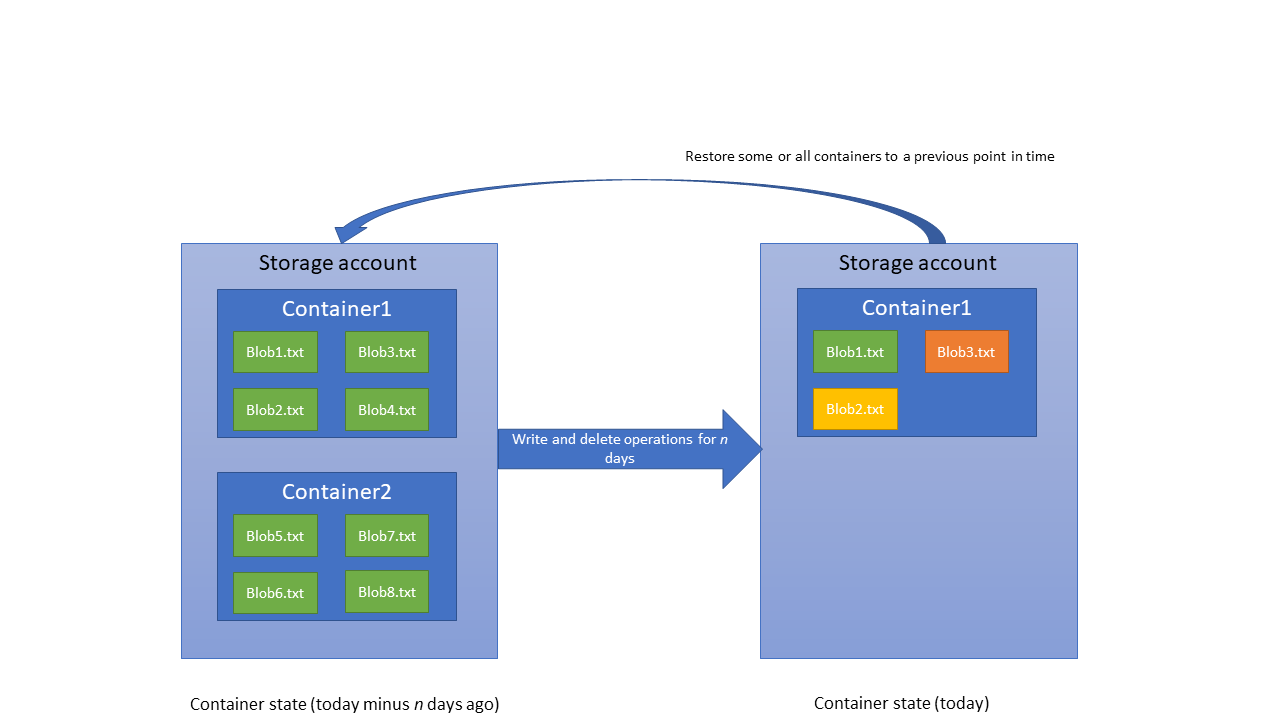 Restore some or all containers to a previous point in time
Storage account
Container1
Blob1.txt
Blob3.txt
Blob2.txt
Blob4.txt
Container2
Blob5.txt
Blob7.txt
Blob6.txt
Blob8.txt
Write and delete operations for n
days
Storage account
Container1
Blob1.txt
Blob3.txt
Blob2.txt
Container state (today minus n days ago)
Container state (today)